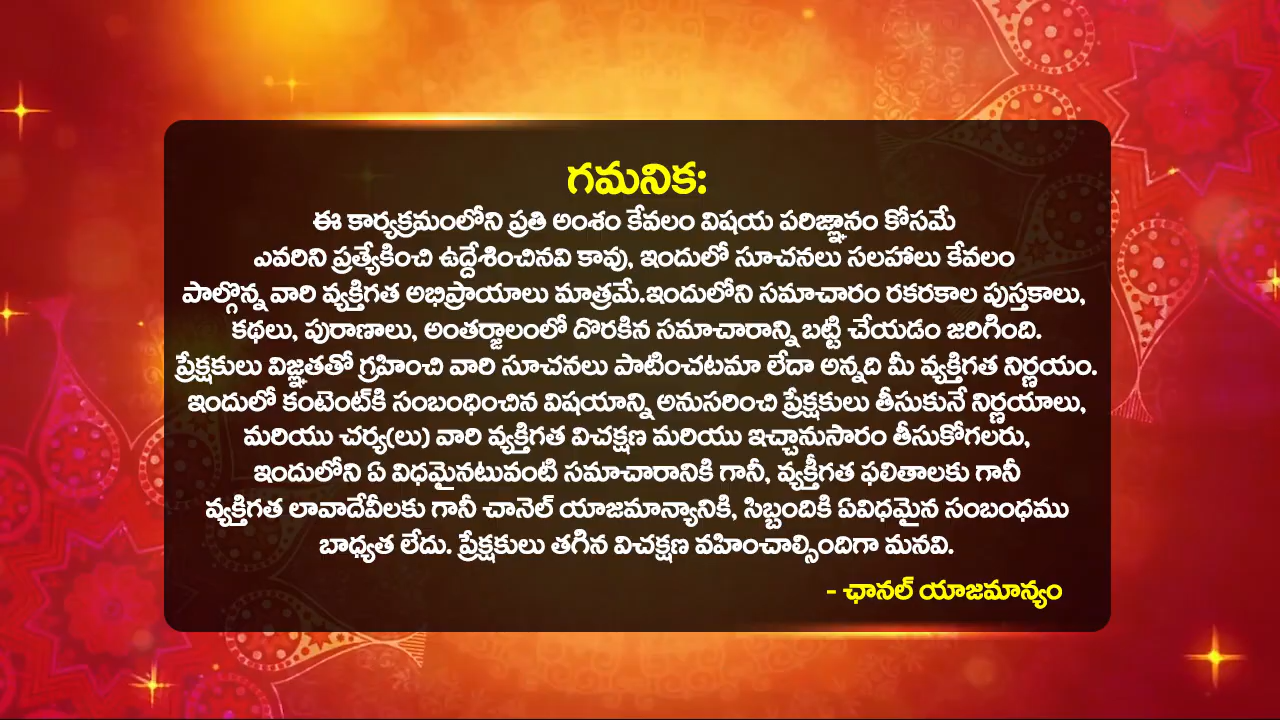 గమనిక:
ఈ కార్యక్రమంలోని ప్రతి అంశం కేవలం విషయ పరిజ్ఞానం కోసమే
ఎవరిని ప్రత్యేకించి ఉద్దేశించినవి కావు, ఇందులో సూచనలు సలహాలు కేవలం
పాల్గొన్న వారి వ్యక్తిగత అభిప్రాయాలు మాత్రమే.ఇందులోని సమాచారం రకరకాల పుస్తకాలు,
కథలు, పురాణాలు, అంతర్జాలంలో దొరకిన సమాచారాన్ని బట్టి చేయడం జరిగింది.
ప్రేక్షకులు విజ్ఞతతో గ్రహించి వారి సూచనలు పాటించటమా లేదా అన్నది మీ వ్యక్తిగత నిర్ణయం.
ఇందులో కంటెంట్‌కి సంబంధించిన విషయాన్ని అనుసరించి ప్రేక్షకులు తీసుకునే నిర్ణయాలు,
మరియు చర్య(లు) వారి వ్యక్తిగత విచక్షణ మరియు ఇచ్చానుసారం తీసుకోగలరు,
ఇందులోని ఏ విధమైనటువంటి సమాచారానికి గానీ, వ్యక్తీగత ఫలితాలకు గానీ
వ్యక్తిగత లావాదేవీలకు గానీ చానెల్ యాజమాన్యానికి, సిబ్బందికి ఏవిధమైన సంబంధము
బాధ్యత లేదు. ప్రేక్షకులు తగిన విచక్షణ వహించాల్సిందిగా మనవి.
- ఛానల్ యాజమాన్యం